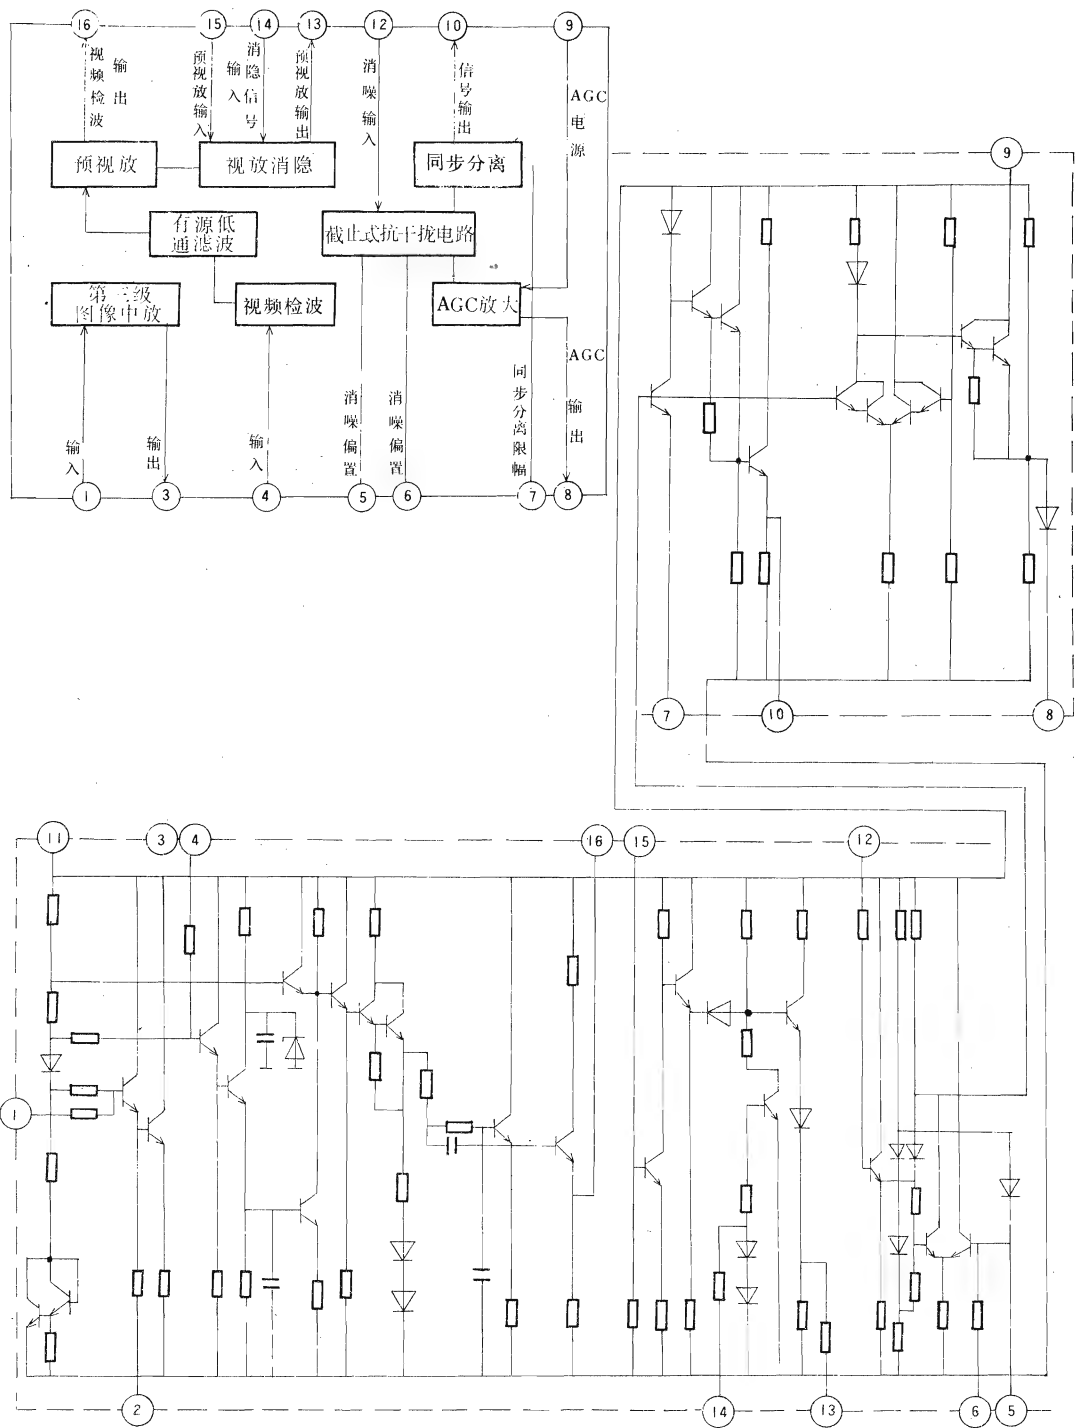 16
15
14
13
12
10
9
视频检波
输出
预视放输入
输入
消隐信号
预视放输出
消噪输入
信号输出
AGC
电源
预视放
视放消隐
同步分离
有源低
通滤波
截止式抗干扰电路
第三级
图像中放
视频检波
AGC放大
输入
输出
输入
消噪偏置
消噪偏置
同步分离限幅
AGC
输出
1
3
4
5
6
7
8
9
7
10
8
11
3
4
16
15
12
1
2
14
13
6
5